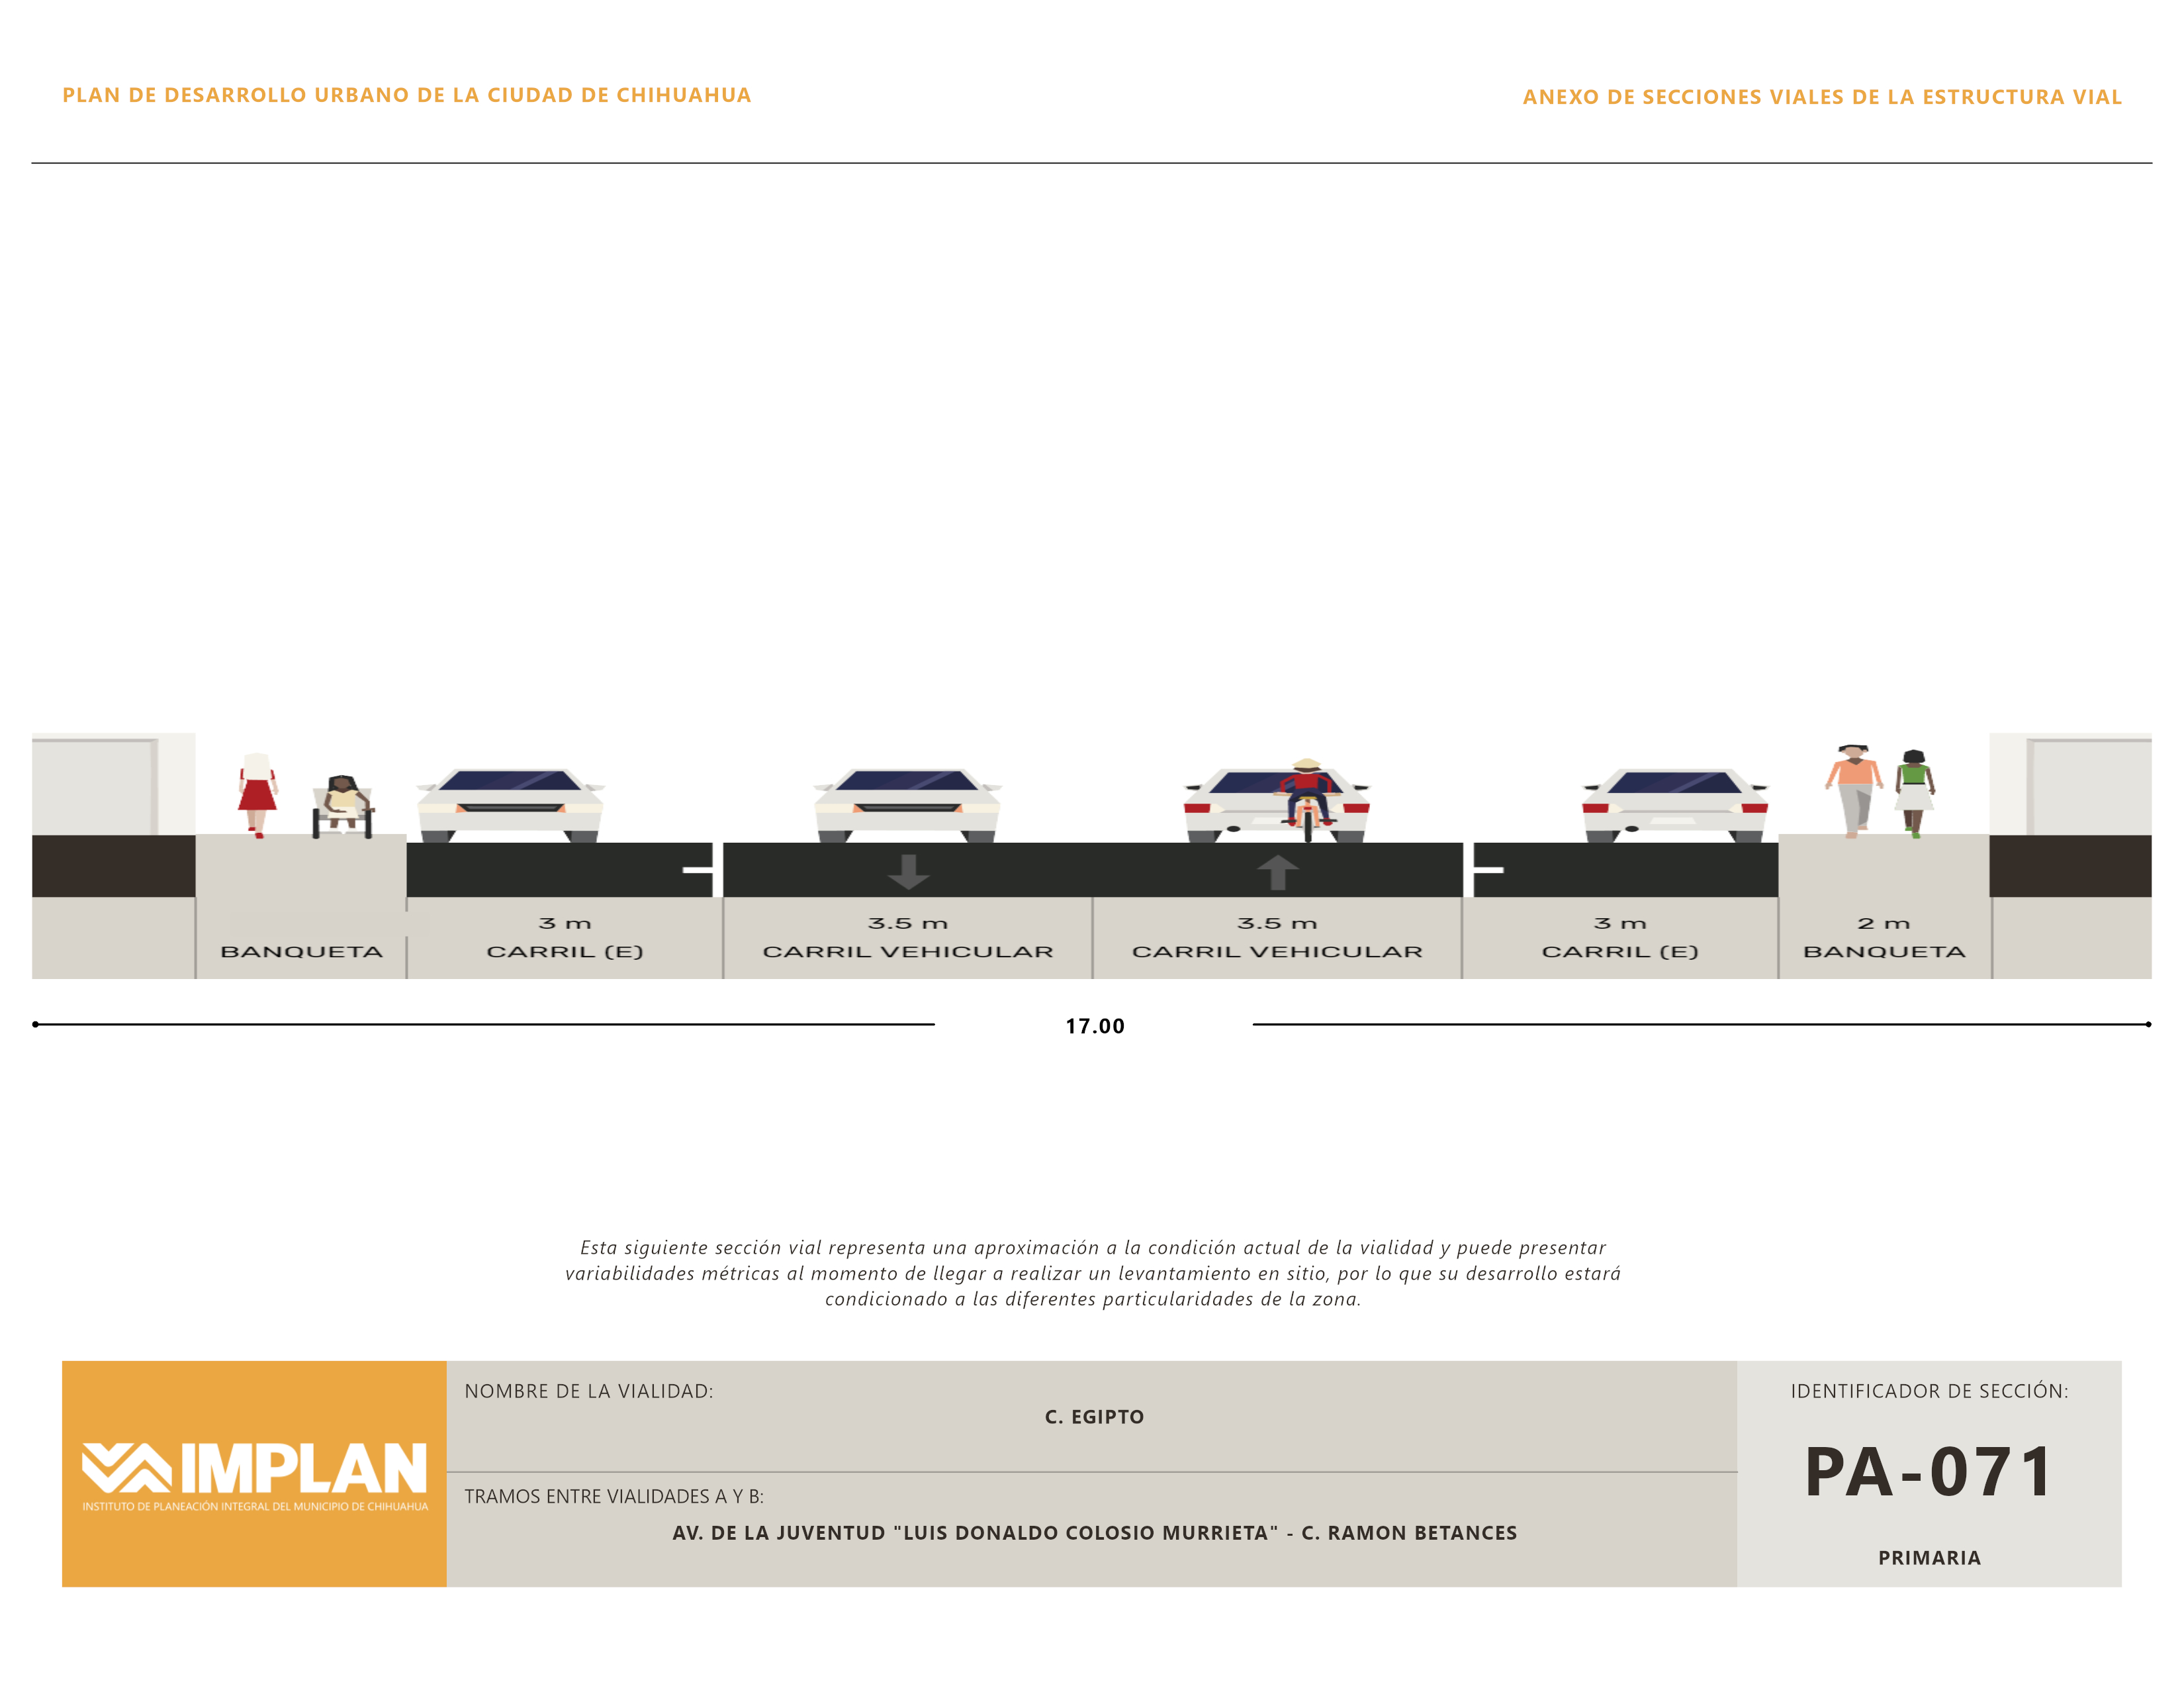 PLAN DE DESARROLLO URBANO DE LA CIUDAD DE CHIHUAHUA
ANEXO DE SECCIONES VIALES DE LA ESTRUCTURA VIAL
3 m
3.5 m
3.5 m
3 m
2 m
BANQUETA
CARRIL (E)
CARRIL VEHICULAR
CARRIL VEHICULAR
CARRIL (E)
BANQUETA
17.00
Esta siguiente sección vial representa una aproximación a la condición actual de la vialidad y puede presentar
variabilidades métricas al momento de llegar a realizar un levantamiento en sitio, por lo que su desarrollo estará
condicionado a las diferentes particularidades de la zona.
IMPLAN
INSTITUTO DE PLANEACIÓN INTEGRAL DEL MUNICIPIO DE CHIHUAHUA
NOMBRE DE LA VIALIDAD:
C. EGIPTO
TRAMOS ENTRE VIALIDADES A Y B:
AV. DE LA JUVENTUD "LUIS DONALDO COLOSIO MURRIETA" - C. RAMON BETANCES
IDENTIFICADOR DE SECCIÓN:
PA-071
PRIMARIA